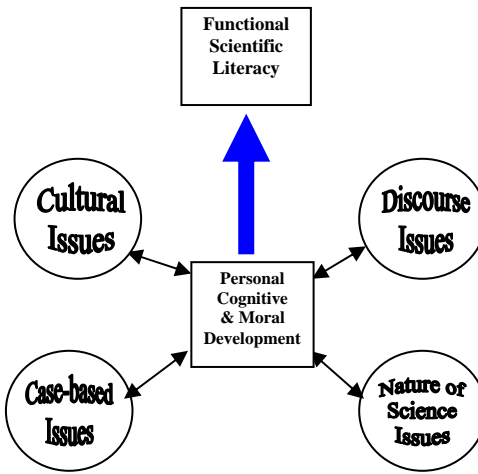 Functional
Scientific
Literacy
Cultural
Issues
Discourse
Issues
Personal
Cognitive
& Moral
Development
Case-based
Issues
Nature of
Science
Issues